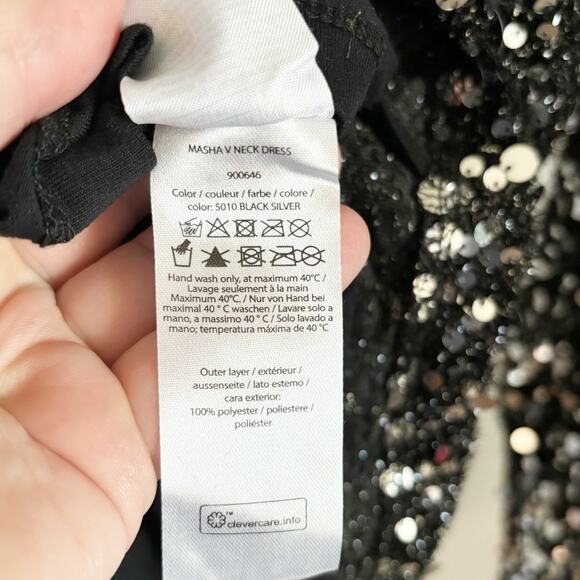 MASHA V NECK DRESS
900646
Color / couleur / farbe / colore /
color: 5010 BLACK SILVER
Hand wash only, at maximum 40°C /
Lavage seulement à la main
Maximum 40°C, / Nur von Hand bei
maximal 40 ° C waschen / Lavare solo a
mano, a massimo 40 ° C / Solo lavado a
mano; temperatura máxima de 40 °C
Outer layer / extérieur /
aussenseite / lato estemo /
cara exterior:
100% polyester / poliestere /
poliéster
™
clevercare.info